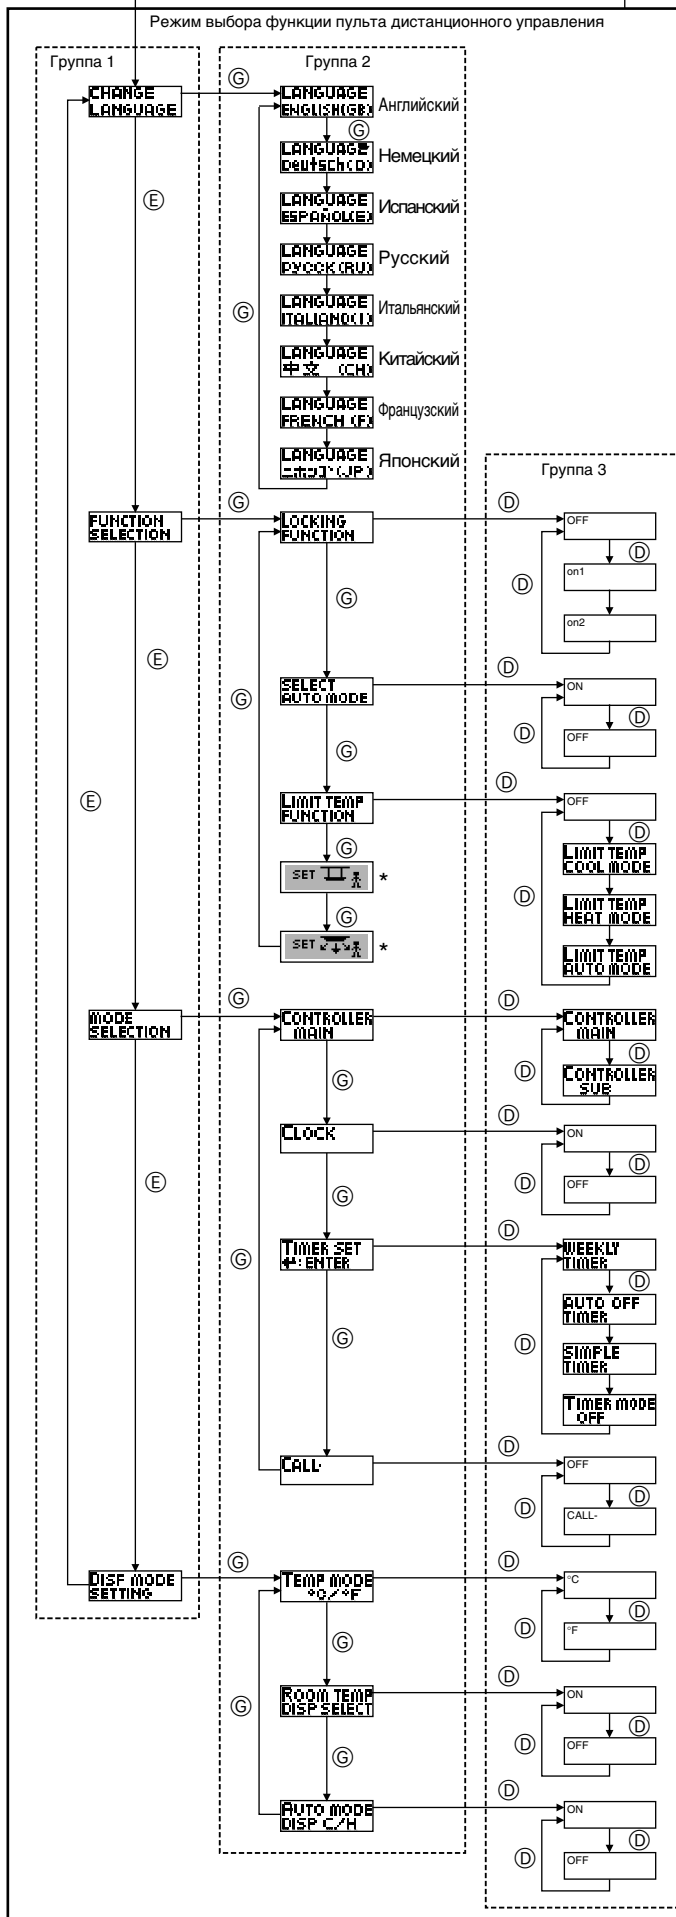 Режим выбора функции пульта дистанционного управления
Группа 1
Группа 2
CHANGE
LANGUAGE
G
LANGUAGE
ENGLISH(GB)
Английский
G
LANGUAGE
Deutsch(D)
Немецкий
E
LANGUAGE
ESPAÑOL(E)
Испанский
LANGUAGE
РУССК(RU)
Русский
G
LANGUAGE
ITALIANO(I)
Итальянский
LANGUAGE
中文 (CH)
Китайский
LANGUAGE
FRENCH (F)
Французский
LANGUAGE
ニホンゴ(JP)
Японский
Группа 3
FUNCTION
SELECTION
G
LOCKING
FUNCTION
D
OFF
D
on1
D
on2
G
E
G
SELECT
AUTO MODE
D
ON
D
OFF
D
G
E
LIMIT TEMP
FUNCTION
D
OFF
D
G
LIMIT TEMP
COOL MODE
SET
*
D
G
LIMIT TEMP
HEAT MODE
SET
*
LIMIT TEMP
AUTO MODE
MODE
SELECTION
G
CONTROLLER
MAIN
D
CONTROLLER
MAIN
D
D
CONTROLLER
SUB
G
CLOCK
D
ON
D
OFF
D
E
G
G
TIMER SET
↵: ENTER
D
WEEKLY
TIMER
D
AUTO OFF
TIMER
D
G
SIMPLE
TIMER
TIMER MODE
OFF
CALL-
D
OFF
D
CALL-
D
DISP MODE
SETTING
G
TEMP MODE
°C/°F
D
°C
D
°F
D
G
G
ROOM TEMP
DISP SELECT
D
ON
D
OFF
D
G
AUTO MODE
DISP C/H
D
ON
D
OFF
D